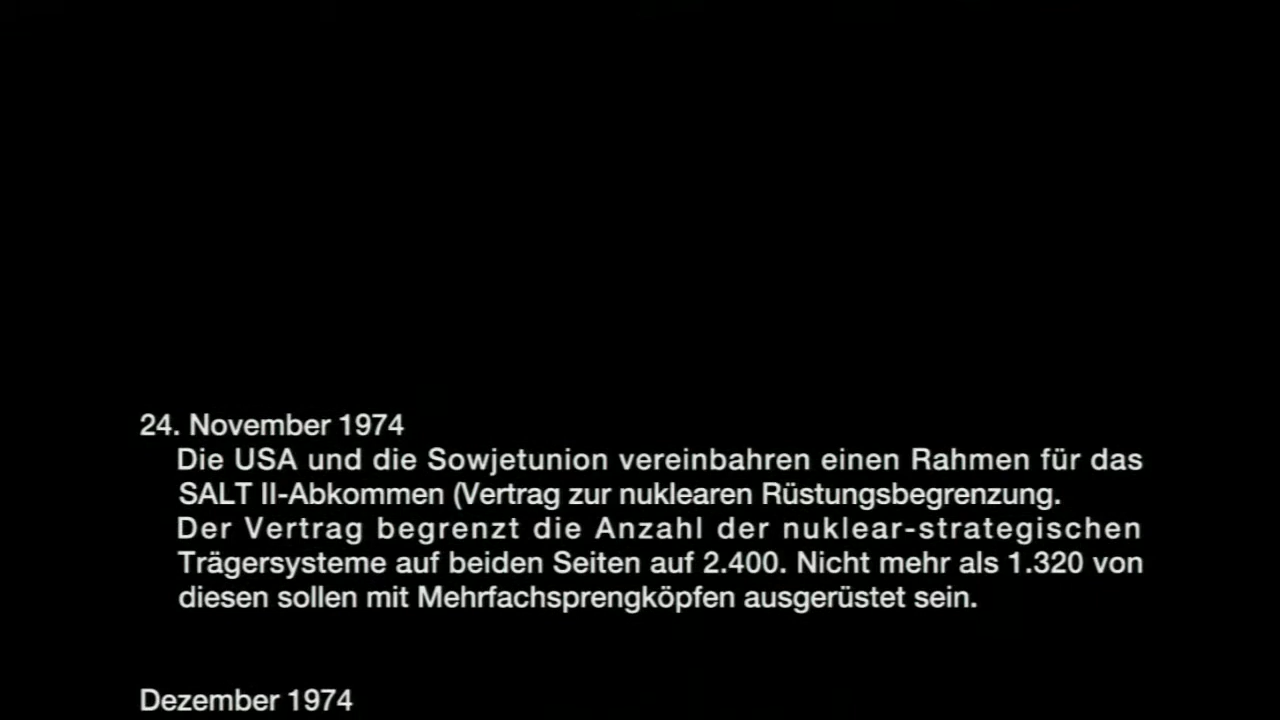 24. November 1974
Die USA und die Sowjetunion vereinbahren einen Rahmen für das
SALT II-Abkommen (Vertrag zur nuklearen Rüstungsbegrenzung.
Der Vertrag begrenzt die Anzahl der nuklear-strategischen
Trägersysteme auf beiden Seiten auf 2.400. Nicht mehr als 1.320 von
diesen sollen mit Mehrfachsprengköpfen ausgerüstet sein.
Dezember 1974